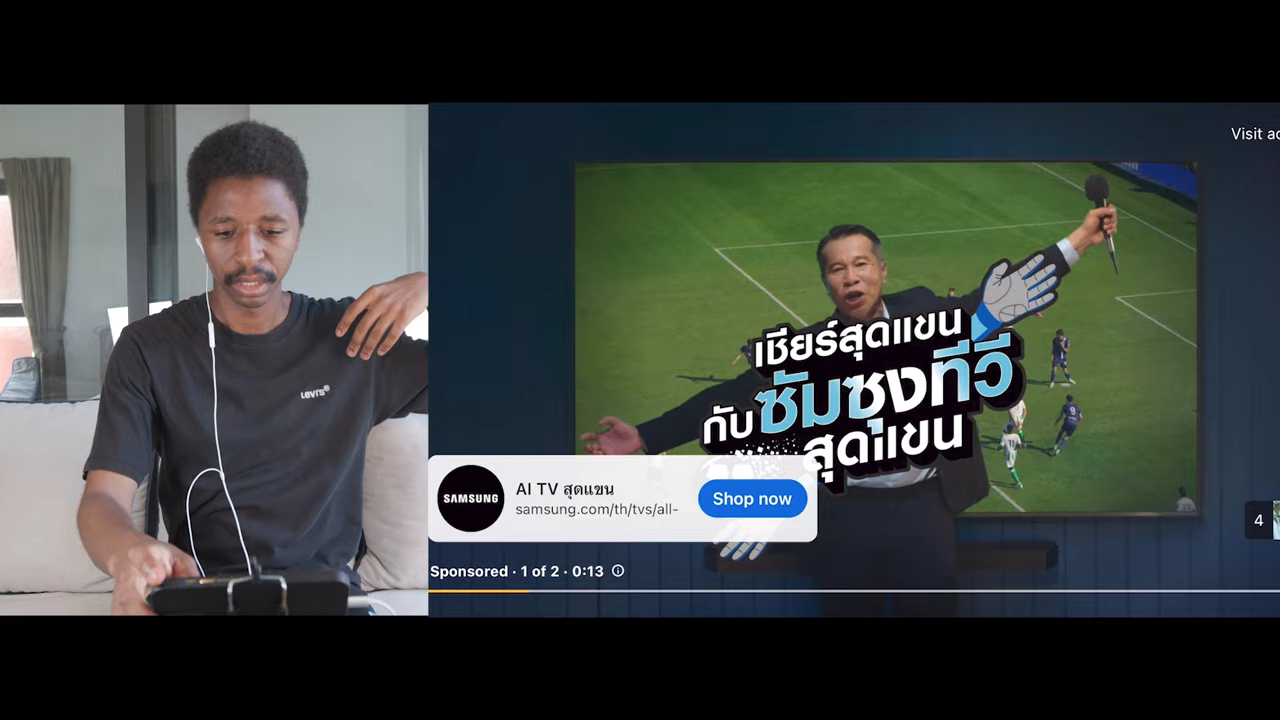 Levi's®
Visit
เชียร์สุดแขน
กับซัมซุงทีวี
สุดแขน
9
SAMSUNG
AI TV สุดแขน
samsung.com/th/tvs/all-
Shop now
4
Sponsored · 1 of 2 · 0:13